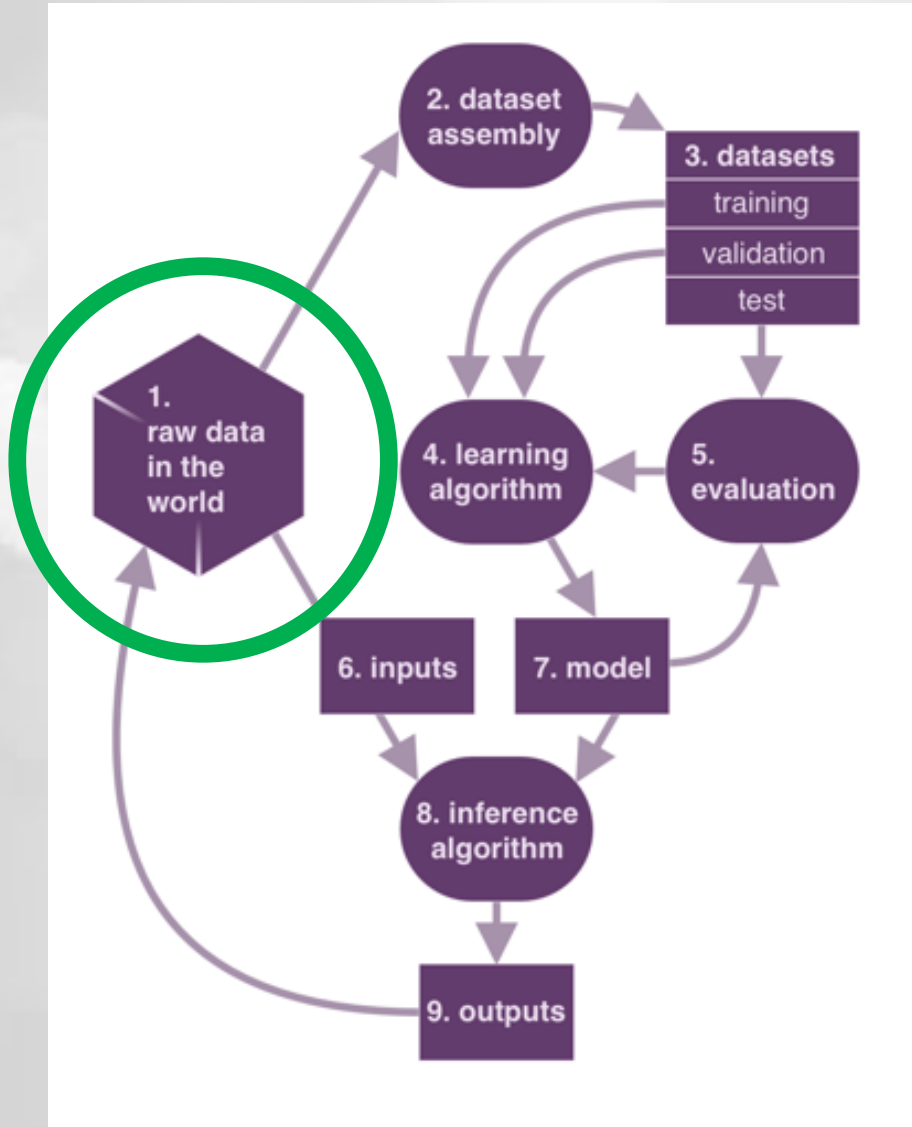 2. dataset
assembly
3. datasets
training
validation
test
1.
raw data
in the
world
4. learning
algorithm
5.
evaluation
6. inputs
7. model
8. inference
algorithm
9. outputs